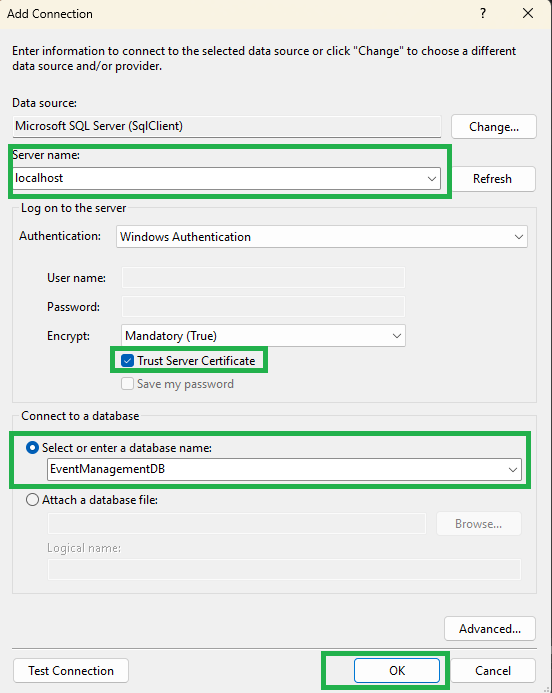 Add Connection
?
Enter information to connect to the selected data source or click "Change" to choose a different
data source and/or provider.
Data source:
Microsoft SQL Server (SqlClient)
Change...
Server name:
localhost
Refresh
Log on to the server
Authentication:
Windows Authentication
User name:
Password:
Encrypt:
Mandatory (True)
Trust Server Certificate
Save my password
Connect to a database
Select or enter a database name:
EventManagementDB
Attach a database file:
Browse...
Logical name:
Advanced...
Test Connection
OK
Cancel